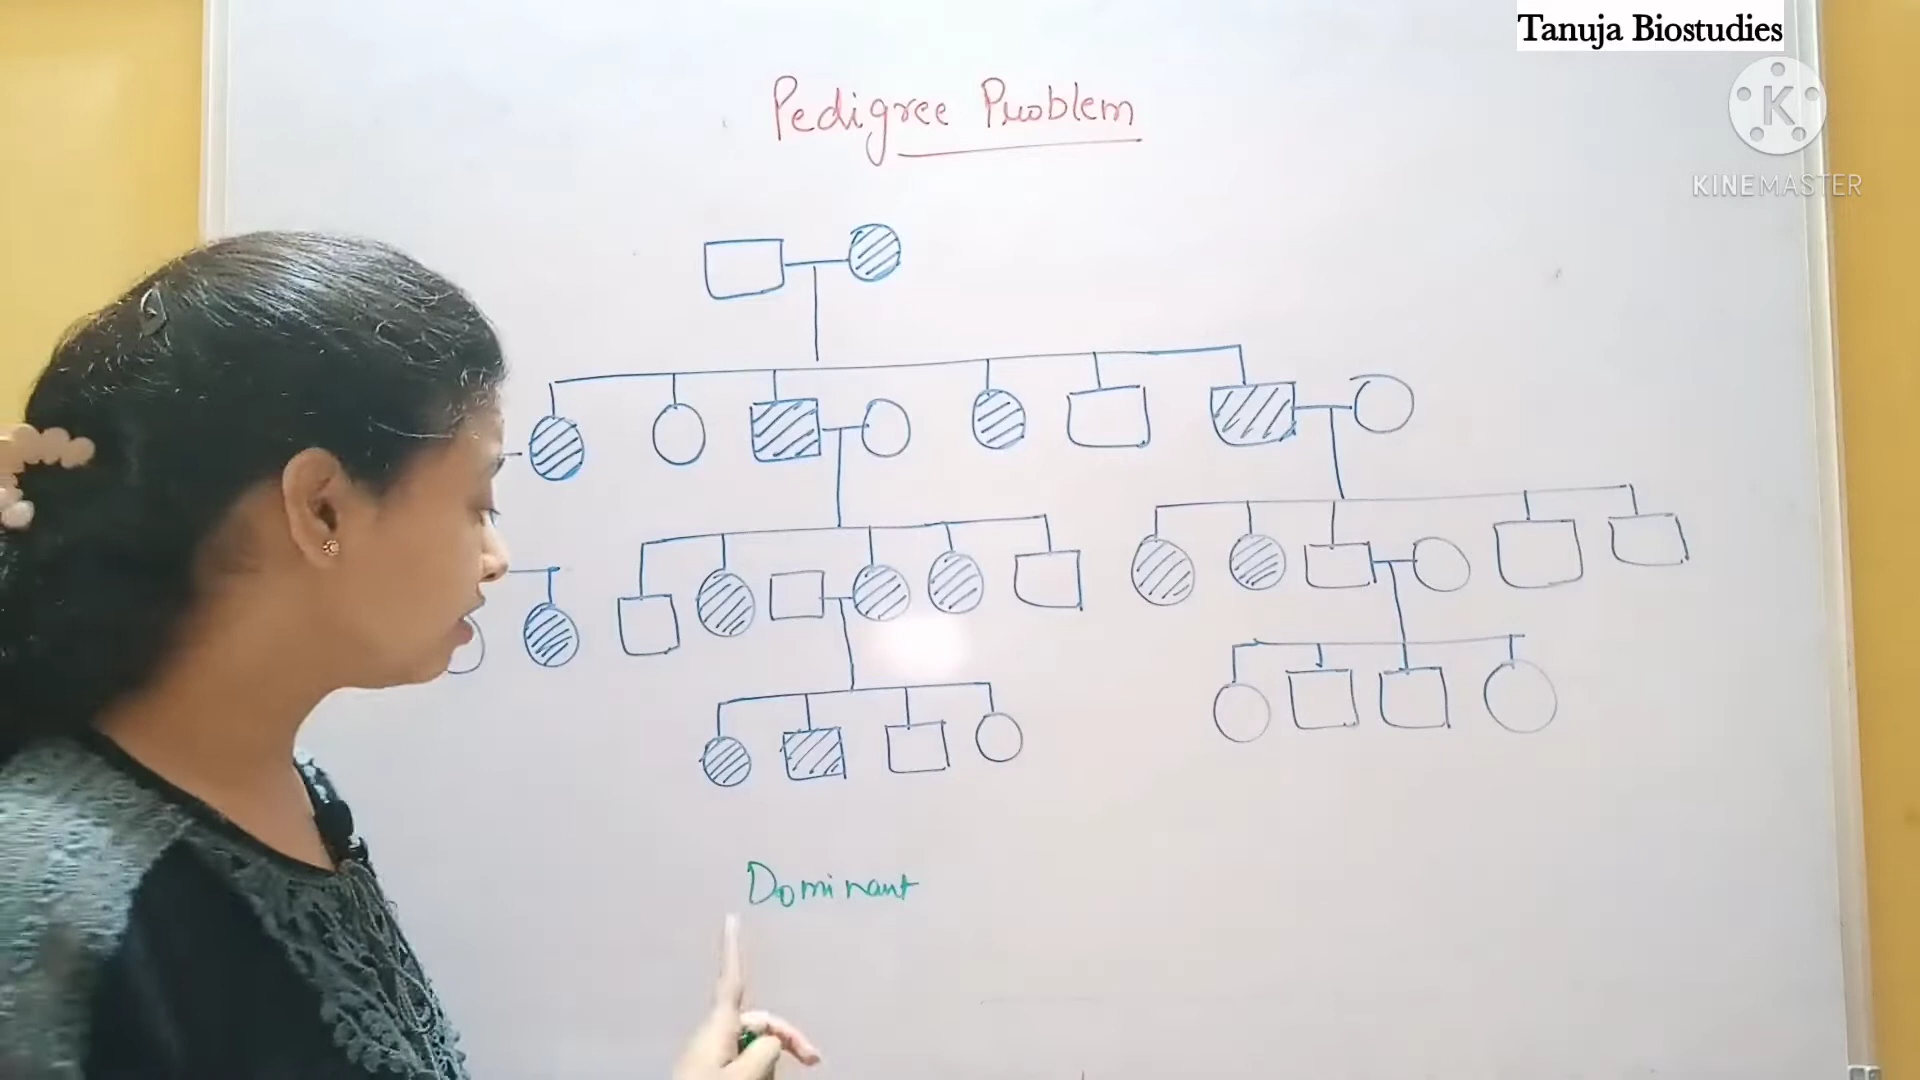 Tanuja Biostudies
Pedigree Problem
K
KINEMASTER
Dominant